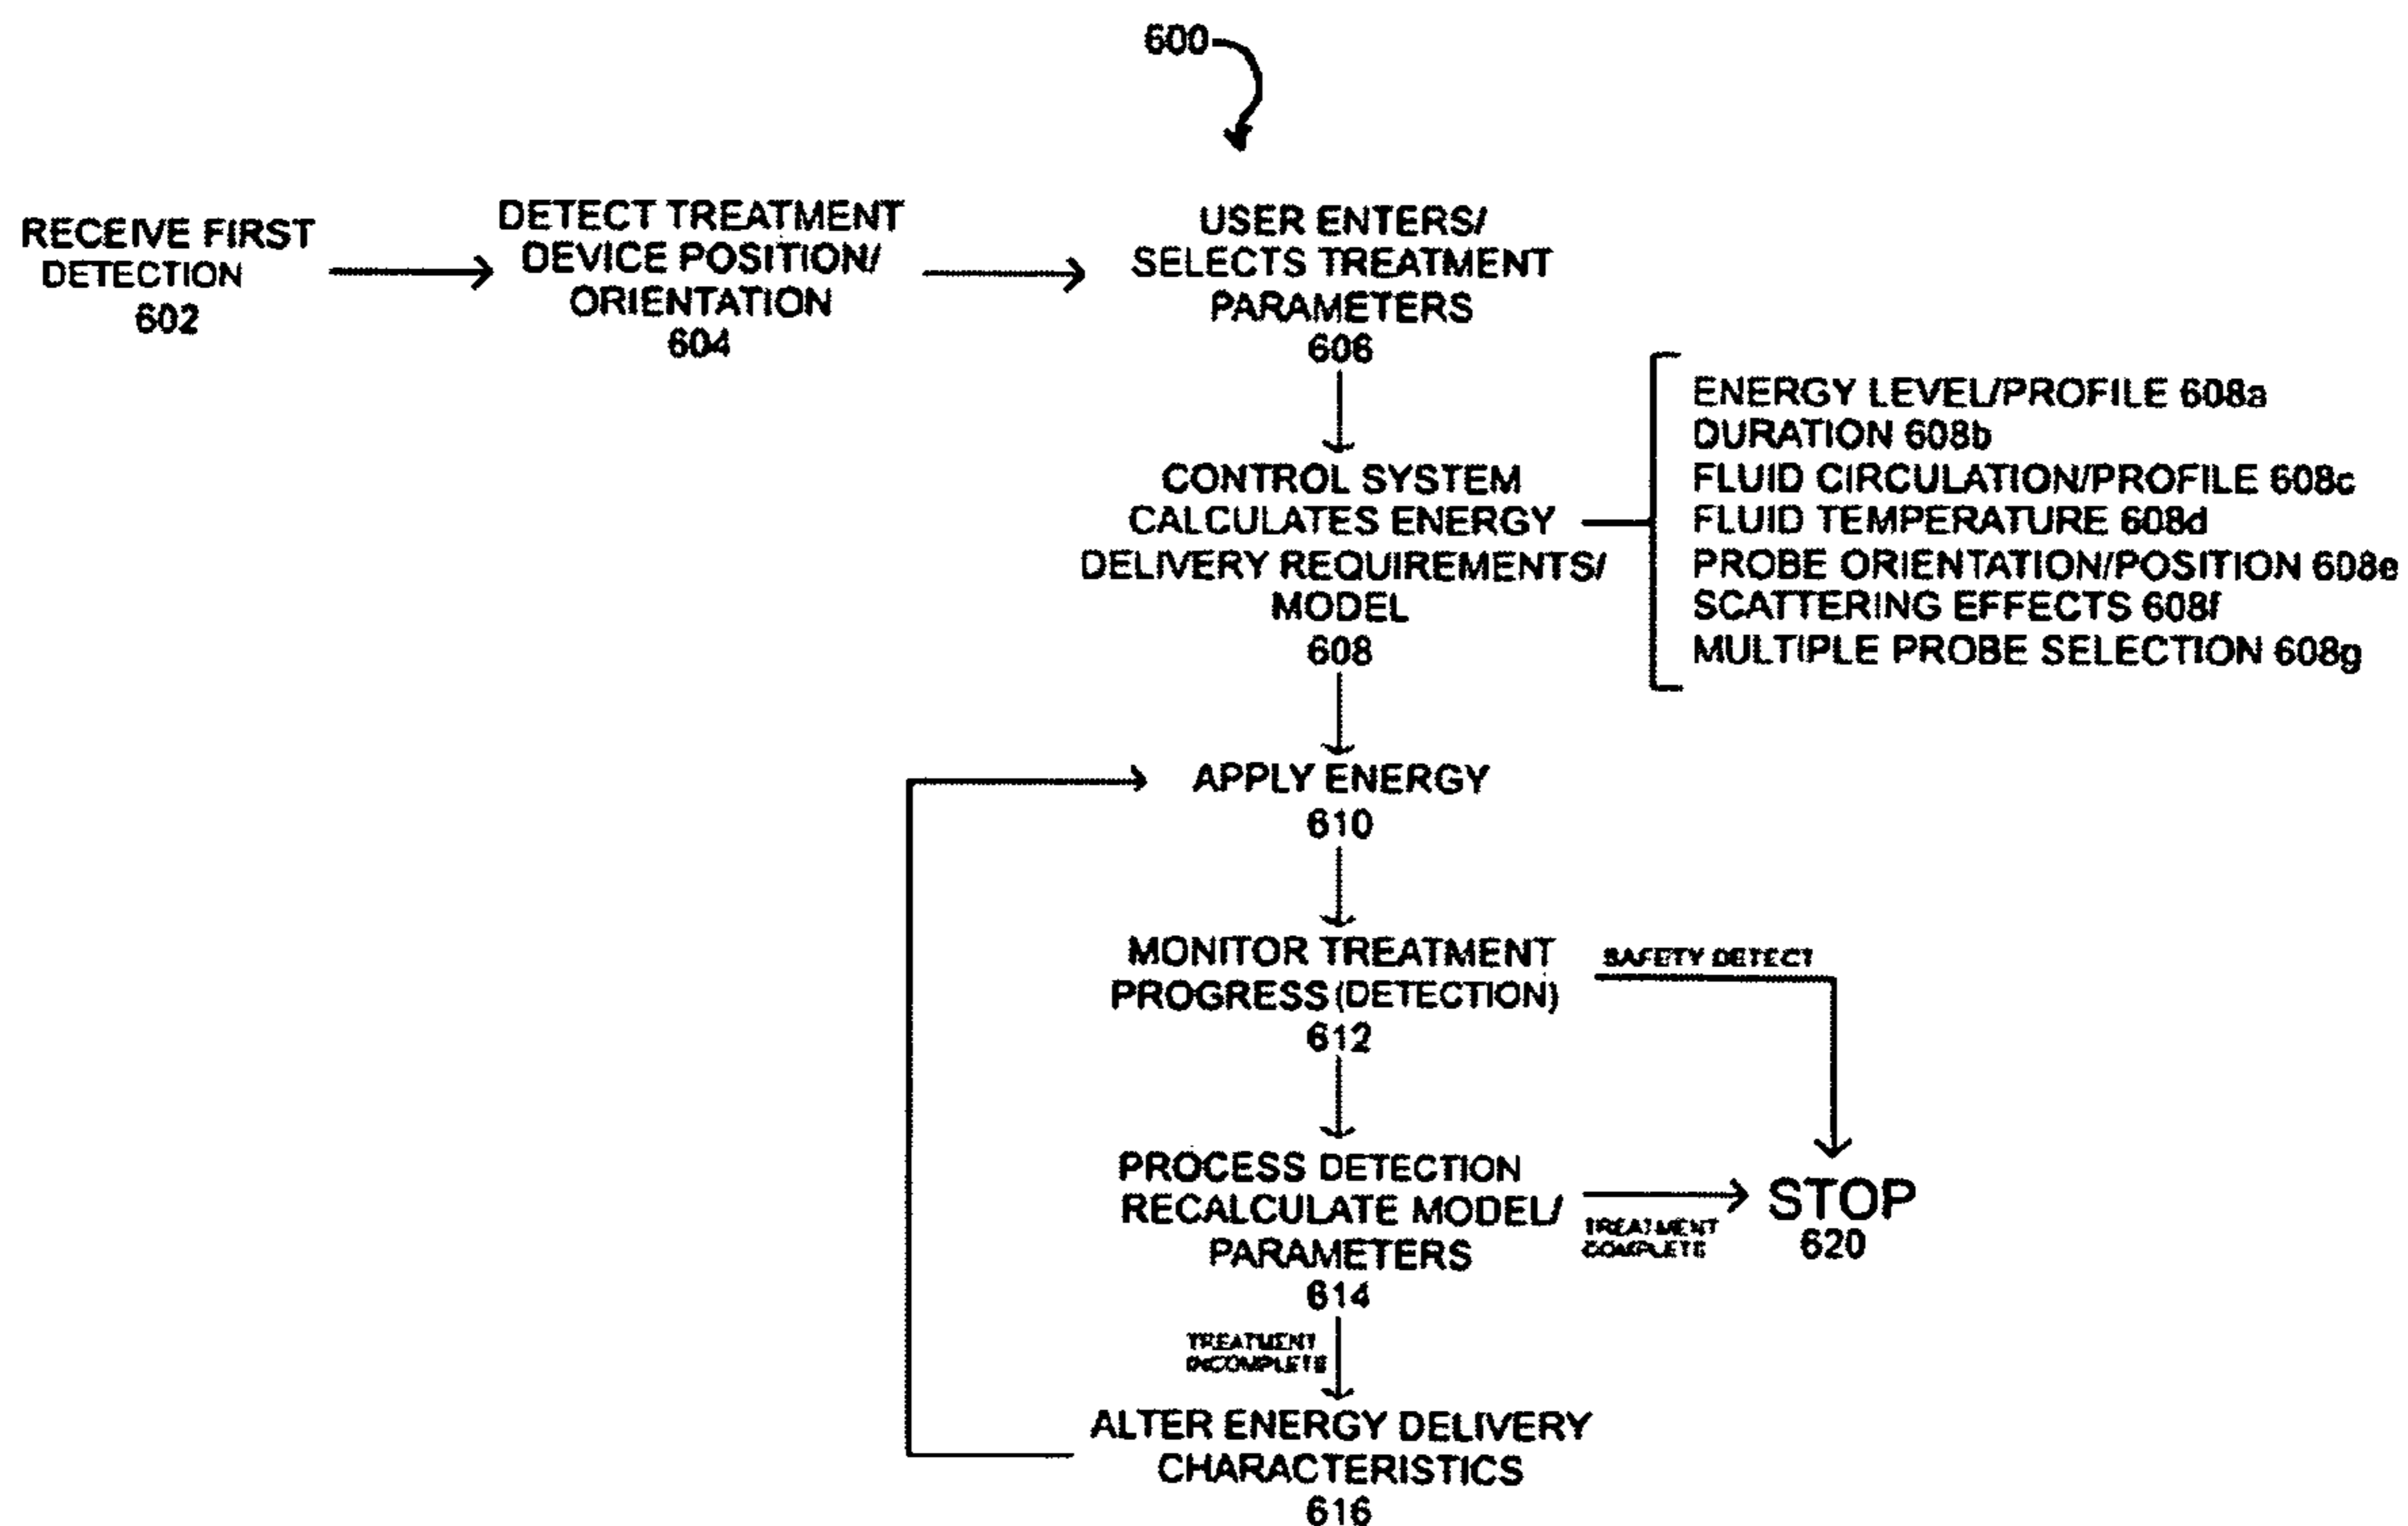 600
RECEIVE FIRST
DETECTION
602
DETECT TREATMENT
DEVICE POSITION/
ORIENTATION
604
USER ENTERS/
SELECTS TREATMENT
PARAMETERS
606
CONTROL SYSTEM
CALCULATES ENERGY
DELIVERY REQUIREMENTS/
MODEL
608
ENERGY LEVEL/PROFILE 608a
DURATION 608b
FLUID CIRCULATION/PROFILE 608c
FLUID TEMPERATURE 608d
PROBE ORIENTATION/POSITION 608e
SCATTERING EFFECTS 608f
MULTIPLE PROBE SELECTION 608g
APPLY ENERGY
610
MONITOR TREATMENT
PROGRESS (DETECTION)
612
SAFETY DETECT
PROCESS DETECTION
RECALCULATE MODEL/
PARAMETERS
614
TREATMENT
COMPLETE
STOP
620
TREATMENT
INCOMPLETE
ALTER ENERGY DELIVERY
CHARACTERISTICS
616